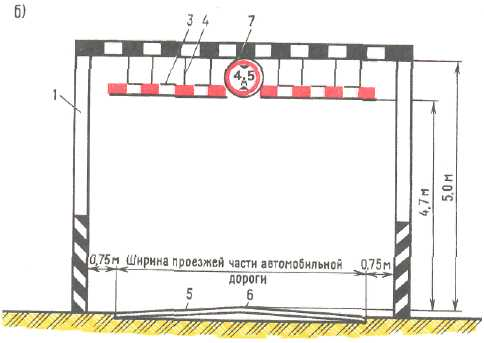 б)
3 4 7
4,5
1
4,7 м
5,0 м
0,75м Ширина проезжей части автомобильной 0,75м
дороги
5 6